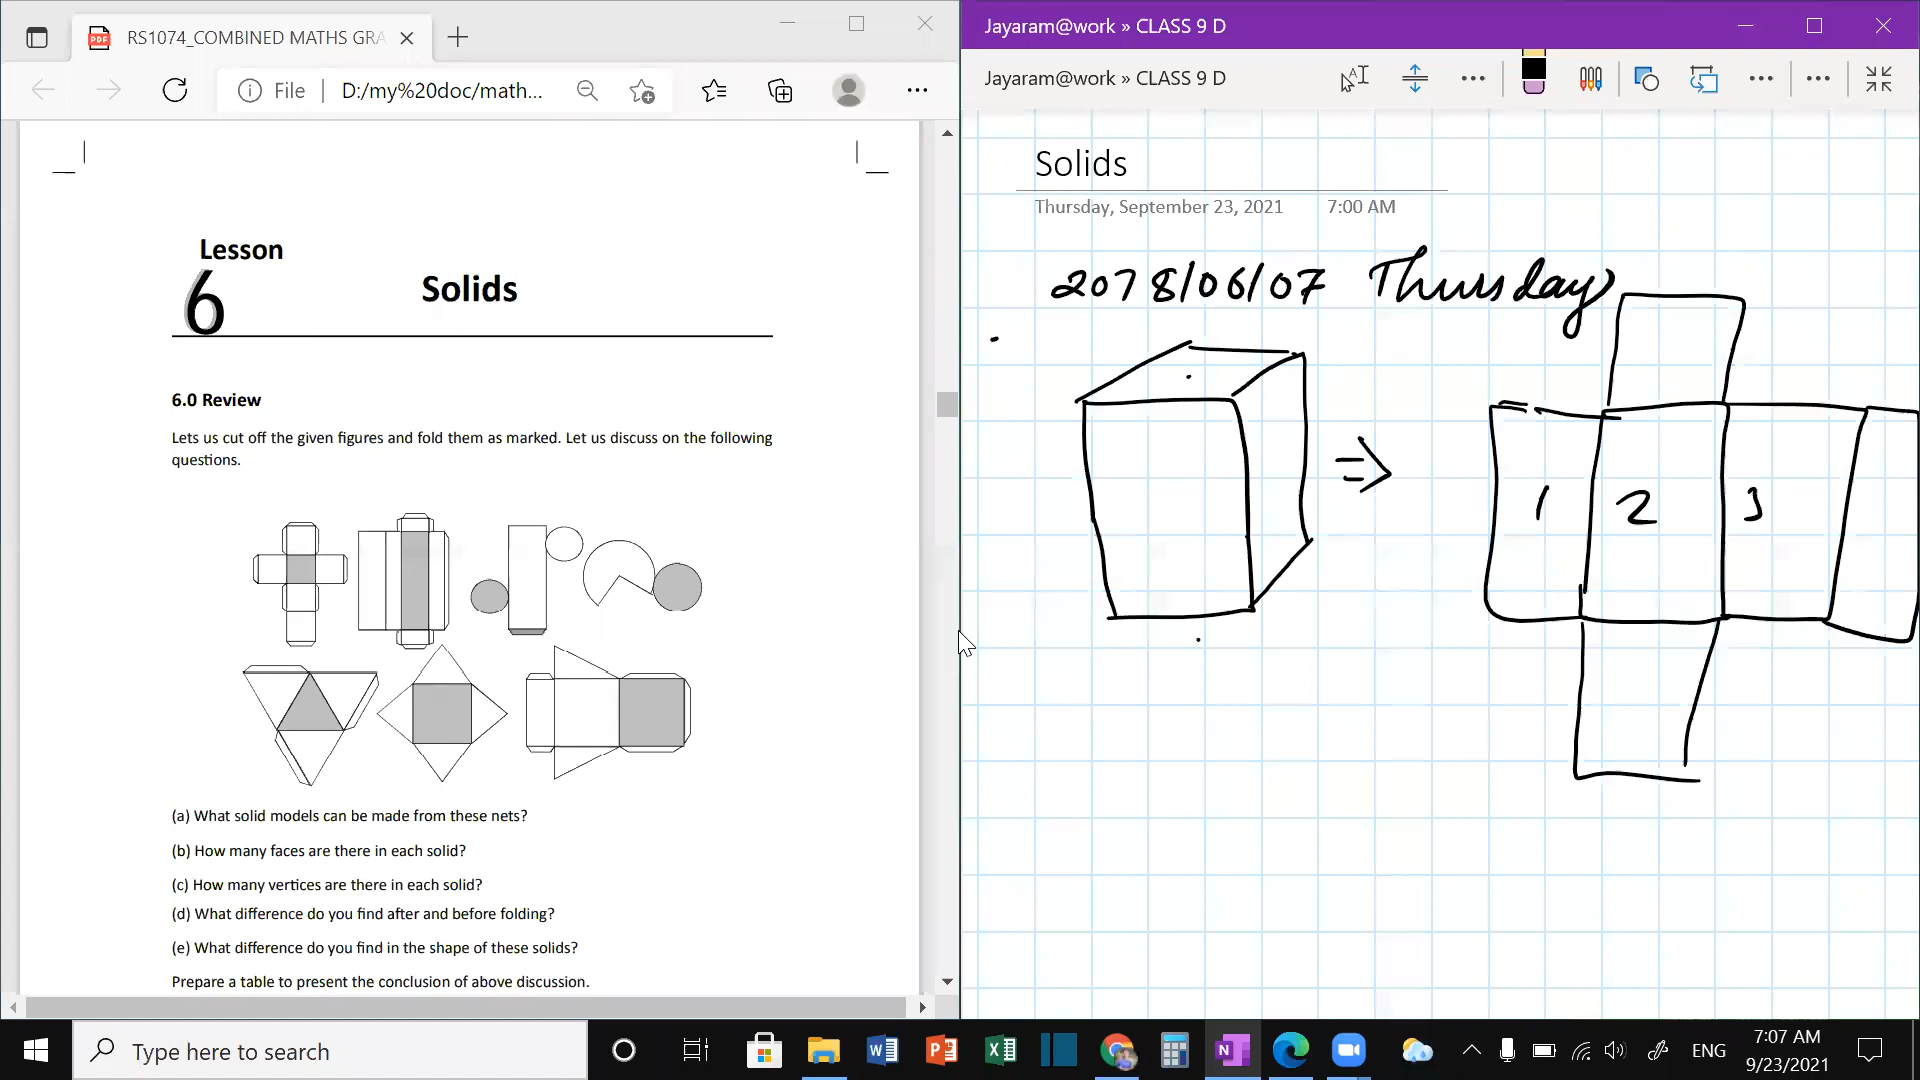 RS1074_COMBINED MATHS GRA
File
D:/my%20doc/math...
Lesson
6
Solids
6.0 Review
Lets us cut off the given figures and fold them as marked. Let us discuss on the following
questions.
(a) What solid models can be made from these nets?
(b) How many faces are there in each solid?
(c) How many vertices are there in each solid?
(d) What difference do you find after and before folding?
(e) What difference do you find in the shape of these solids?
Prepare a table to present the conclusion of above discussion.
Jayaram@work » CLASS 9 D
Jayaram@work » CLASS 9 D
Solids
Thursday, September 23, 2021 7:00 AM
2078/06/07 Thursday
1 2 3
Type here to search
ENG
7:07 AM
9/23/2021